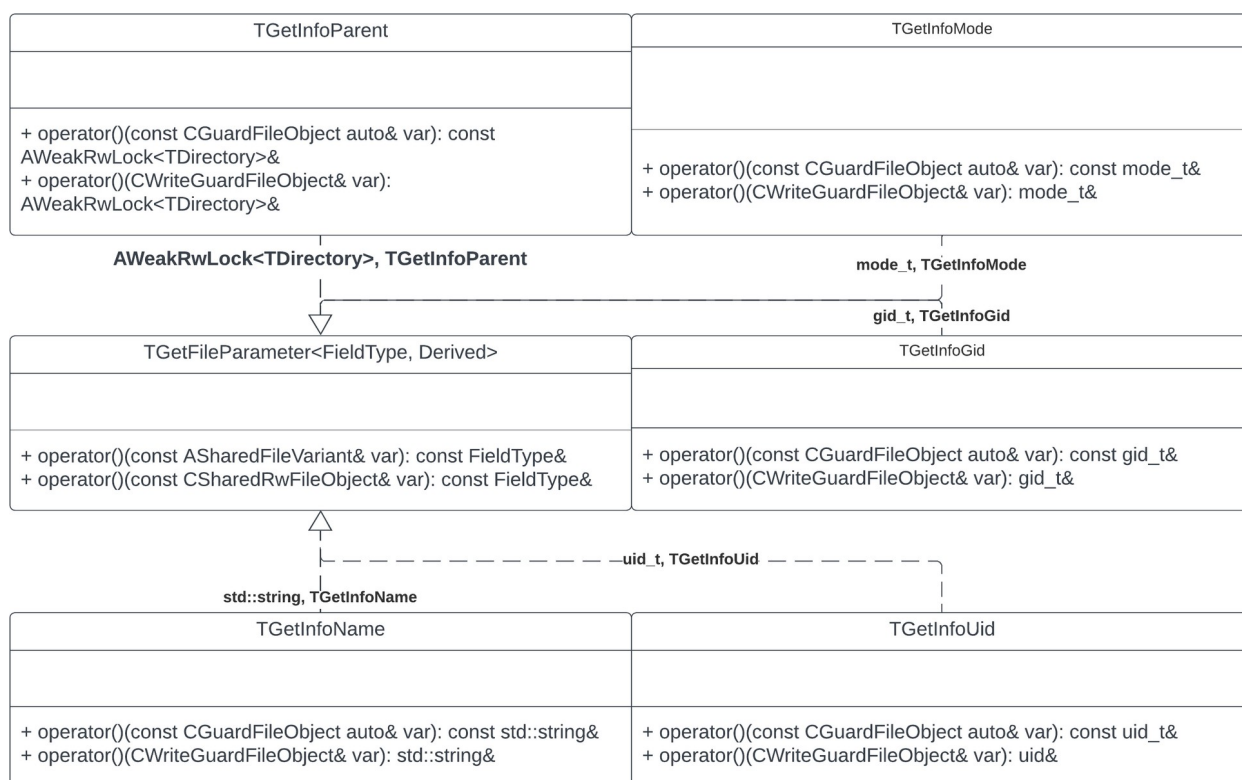 TGetInfoParent
+ operator()(const CGuardFileObject auto& var): const
AWeakRwLock<TDirectory>&
+ operator()(CWriteGuardFileObject& var):
AWeakRwLock<TDirectory>&
TGetInfoMode
+ operator()(const CGuardFileObject auto& var): const mode_t&
+ operator()(CWriteGuardFileObject& var): mode_t&
AWeakRwLock<TDirectory>, TGetInfoParent
mode_t, TGetInfoMode
gid_t, TGetInfoGid
TGetFileParameter<FieldType, Derived>
+ operator()(const ASharedFileVariant& var): const FieldType&
+ operator()(const CSharedRwFileObject& var): const FieldType&
TGetInfoGid
+ operator()(const CGuardFileObject auto& var): const gid_t&
+ operator()(CWriteGuardFileObject& var): gid_t&
uid_t, TGetInfoUid
std::string, TGetInfoName
TGetInfoName
+ operator()(const CGuardFileObject auto& var): const std::string&
+ operator()(CWriteGuardFileObject& var): std::string&
TGetInfoUid
+ operator()(const CGuardFileObject auto& var): const uid_t&
+ operator()(CWriteGuardFileObject& var): uid&